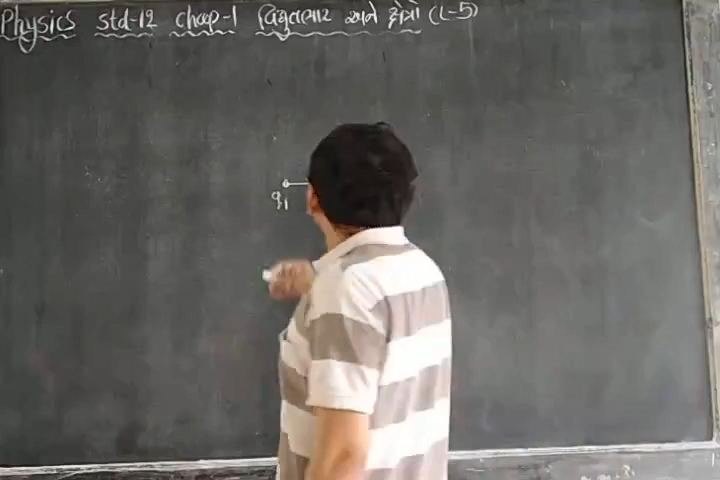 Physics std-12 chap-1 વિદ્યુતભાર અને ક્ષેત્રો (L-5)
q1